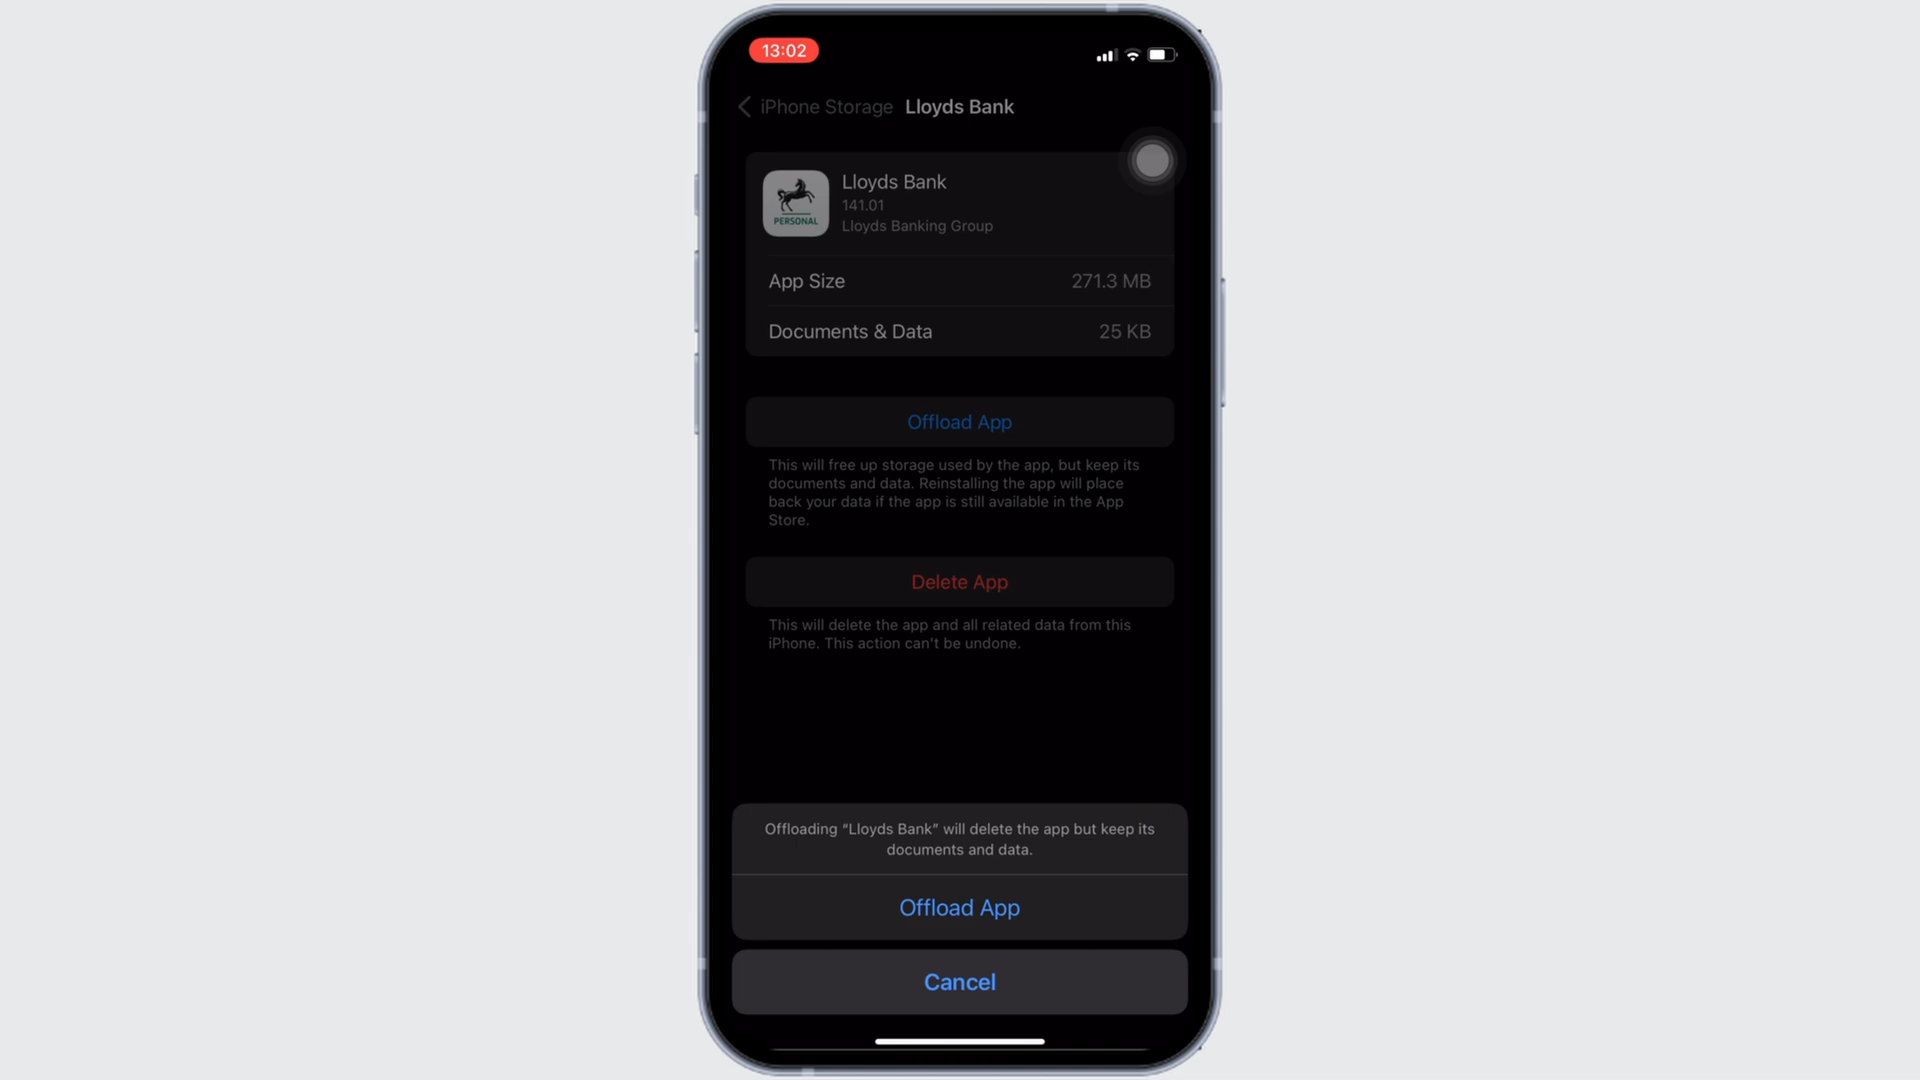 13:02
iPhone Storage Lloyds Bank
Lloyds Bank
141.01
Lloyds Banking Group
PERSONAL
App Size 271.3 MB
Documents & Data 25 KB
Offload App
This will free up storage used by the app, but keep its
documents and data. Reinstalling the app will place
back your data if the app is still available in the App
Store.
Delete App
This will delete the app and all related data from this
iPhone. This action can't be undone.
Offloading “Lloyds Bank” will delete the app but keep its
documents and data.
Offload App
Cancel